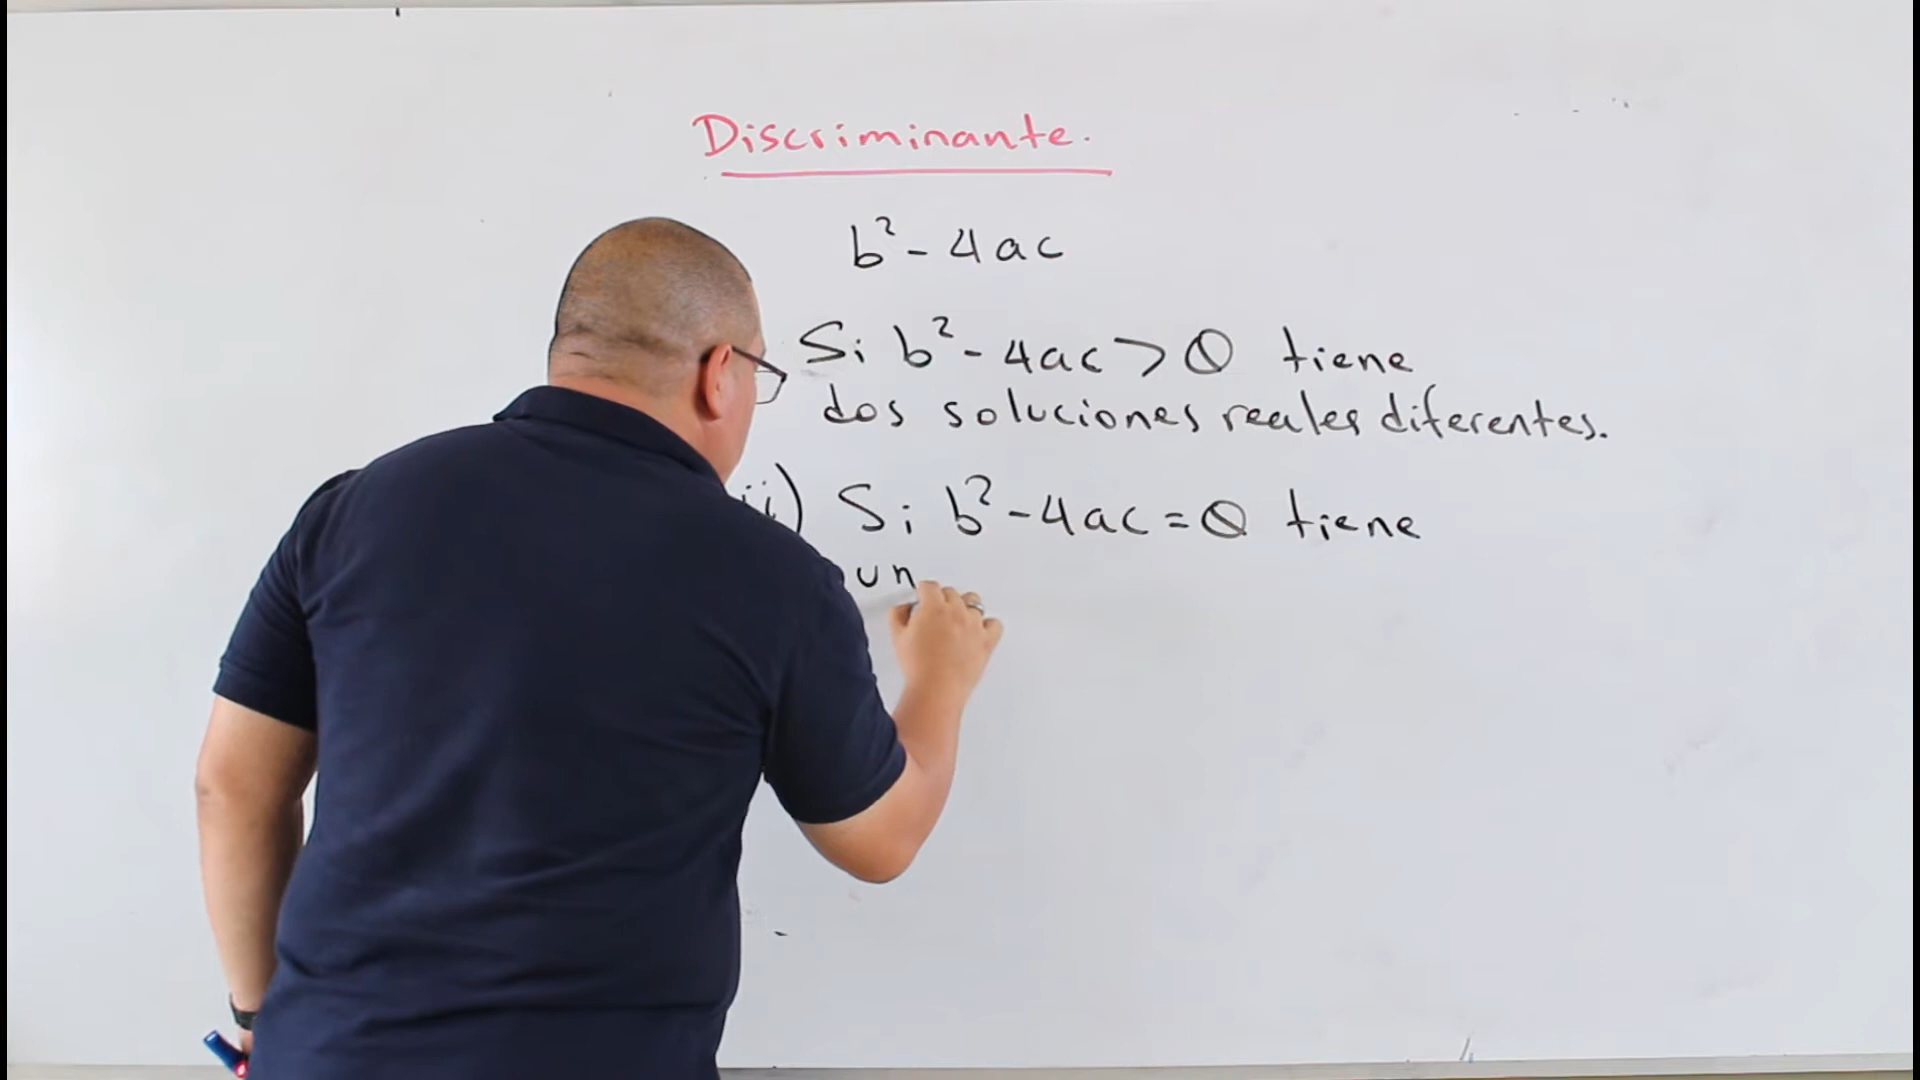 Discriminante.
b² - 4ac
Si b² - 4ac > 0 tiene
dos soluciones reales diferentes.
ii) Si b² - 4ac = 0 tiene
un